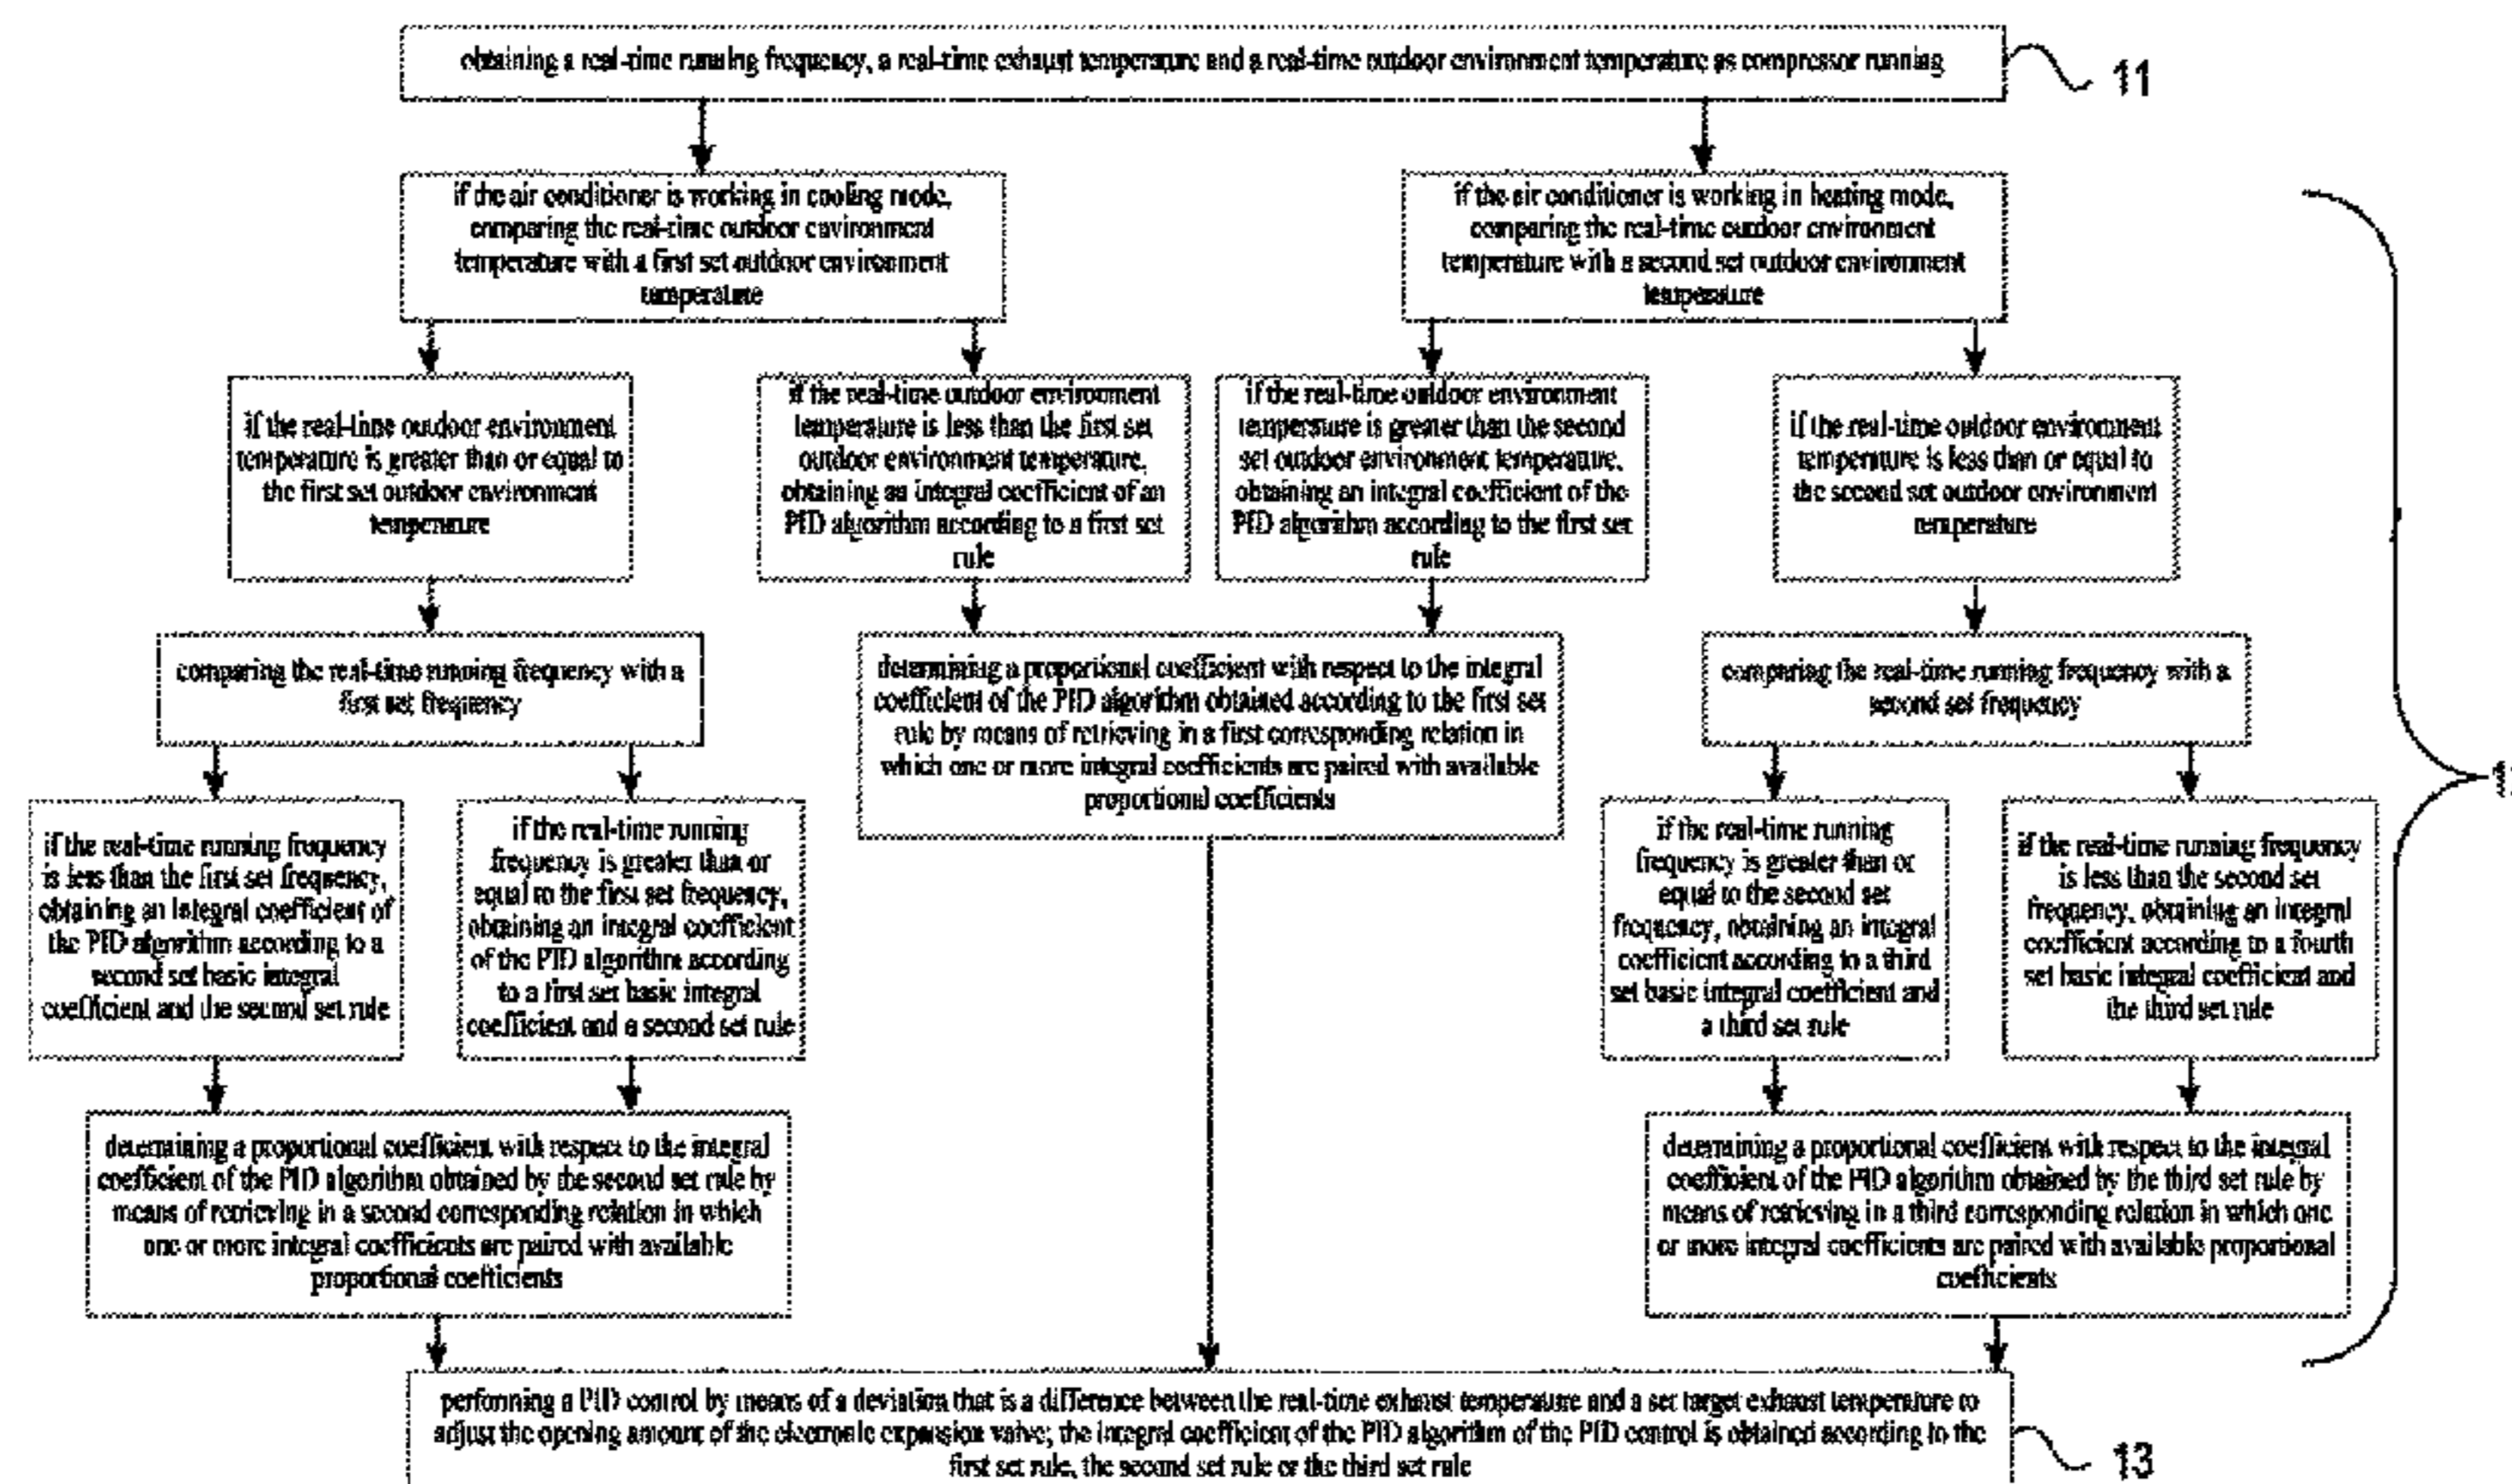 obtaining a real-time running frequency, a real-time exhaust temperature and a real-time outdoor environment temperature as compressor running
11
if the air conditioner is working in cooling mode,
comparing the real-time outdoor environment
temperature with a first set outdoor environment
temperature
if the air conditioner is working in heating mode,
comparing the real-time outdoor environment
temperature with a second set outdoor environment
temperature
if the real-time outdoor environment
temperature is greater than or equal to
the first set outdoor environment
temperature
if the real-time outdoor environment
temperature is less than the first set
outdoor environment temperature,
obtaining an integral coefficient of an
PID algorithm according to a first set
rule
if the real-time outdoor environment
temperature is greater than the second
set outdoor environment temperature,
obtaining an integral coefficient of the
PID algorithm according to the first set
rule
if the real-time outdoor environment
temperature is less than or equal to
the second set outdoor environment
temperature
comparing the real-time running frequency with a
first set frequency
determining a proportional coefficient with respect to the integral
coefficient of the PID algorithm obtained according to the first set
rule by means of retrieving in a first corresponding relation in
which one or more integral coefficients are paired with available
proportional coefficients
comparing the real-time running frequency with a
second set frequency
if the real-time running frequency
is less than the first set frequency,
obtaining an integral coefficient of
the PID algorithm according to a
second set basic integral
coefficient and the second set rule
if the real-time running
frequency is greater than or
equal to the first set frequency,
obtaining an integral coefficient
of the PID algorithm according
to a first set basic integral
coefficient and a second set rule
if the real-time running
frequency is greater than or
equal to the second set
frequency, obtaining an integral
coefficient according to a third
set basic integral coefficient and
a third set rule
if the real-time running frequency
is less than the second set
frequency, obtaining an integral
coefficient according to a fourth
set basic integral coefficient and
the third set rule
determining a proportional coefficient with respect to the integral
coefficient of the PID algorithm obtained by the second set rule by
means of retrieving in a second corresponding relation in which
one or more integral coefficients are paired with available
proportional coefficients
determining a proportional coefficient with respect to the integral
coefficient of the PID algorithm obtained by the third set rule by
means of retrieving in a third corresponding relation in which one
or more integral coefficients are paired with available proportional
coefficients
performing a PID control by means of a deviation that is a difference between the real-time exhaust temperature and a set target exhaust temperature to
adjust the opening amount of the electronic expansion valve; the integral coefficient of the PID algorithm of the PID control is obtained according to the
first set rule, the second set rule or the third set rule
13